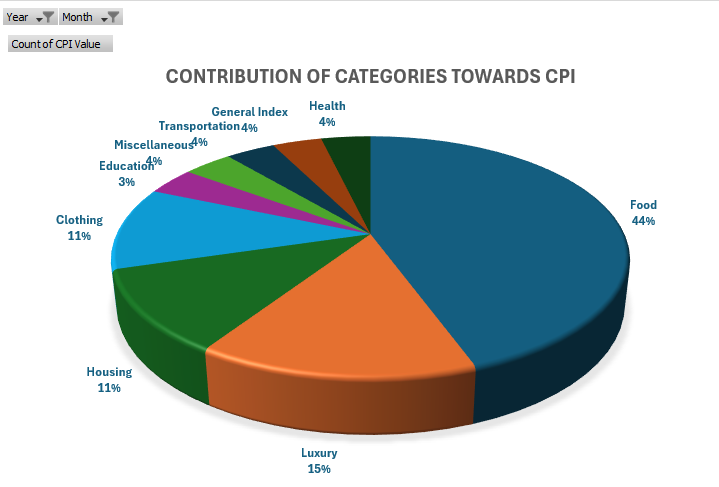 Year
Month
Count of CPI Value
CONTRIBUTION OF CATEGORIES TOWARDS CPI
Health
4%
General Index
4%
Transportation
4%
Miscellaneous
4%
Education
3%
Clothing
11%
Food
44%
Housing
11%
Luxury
15%